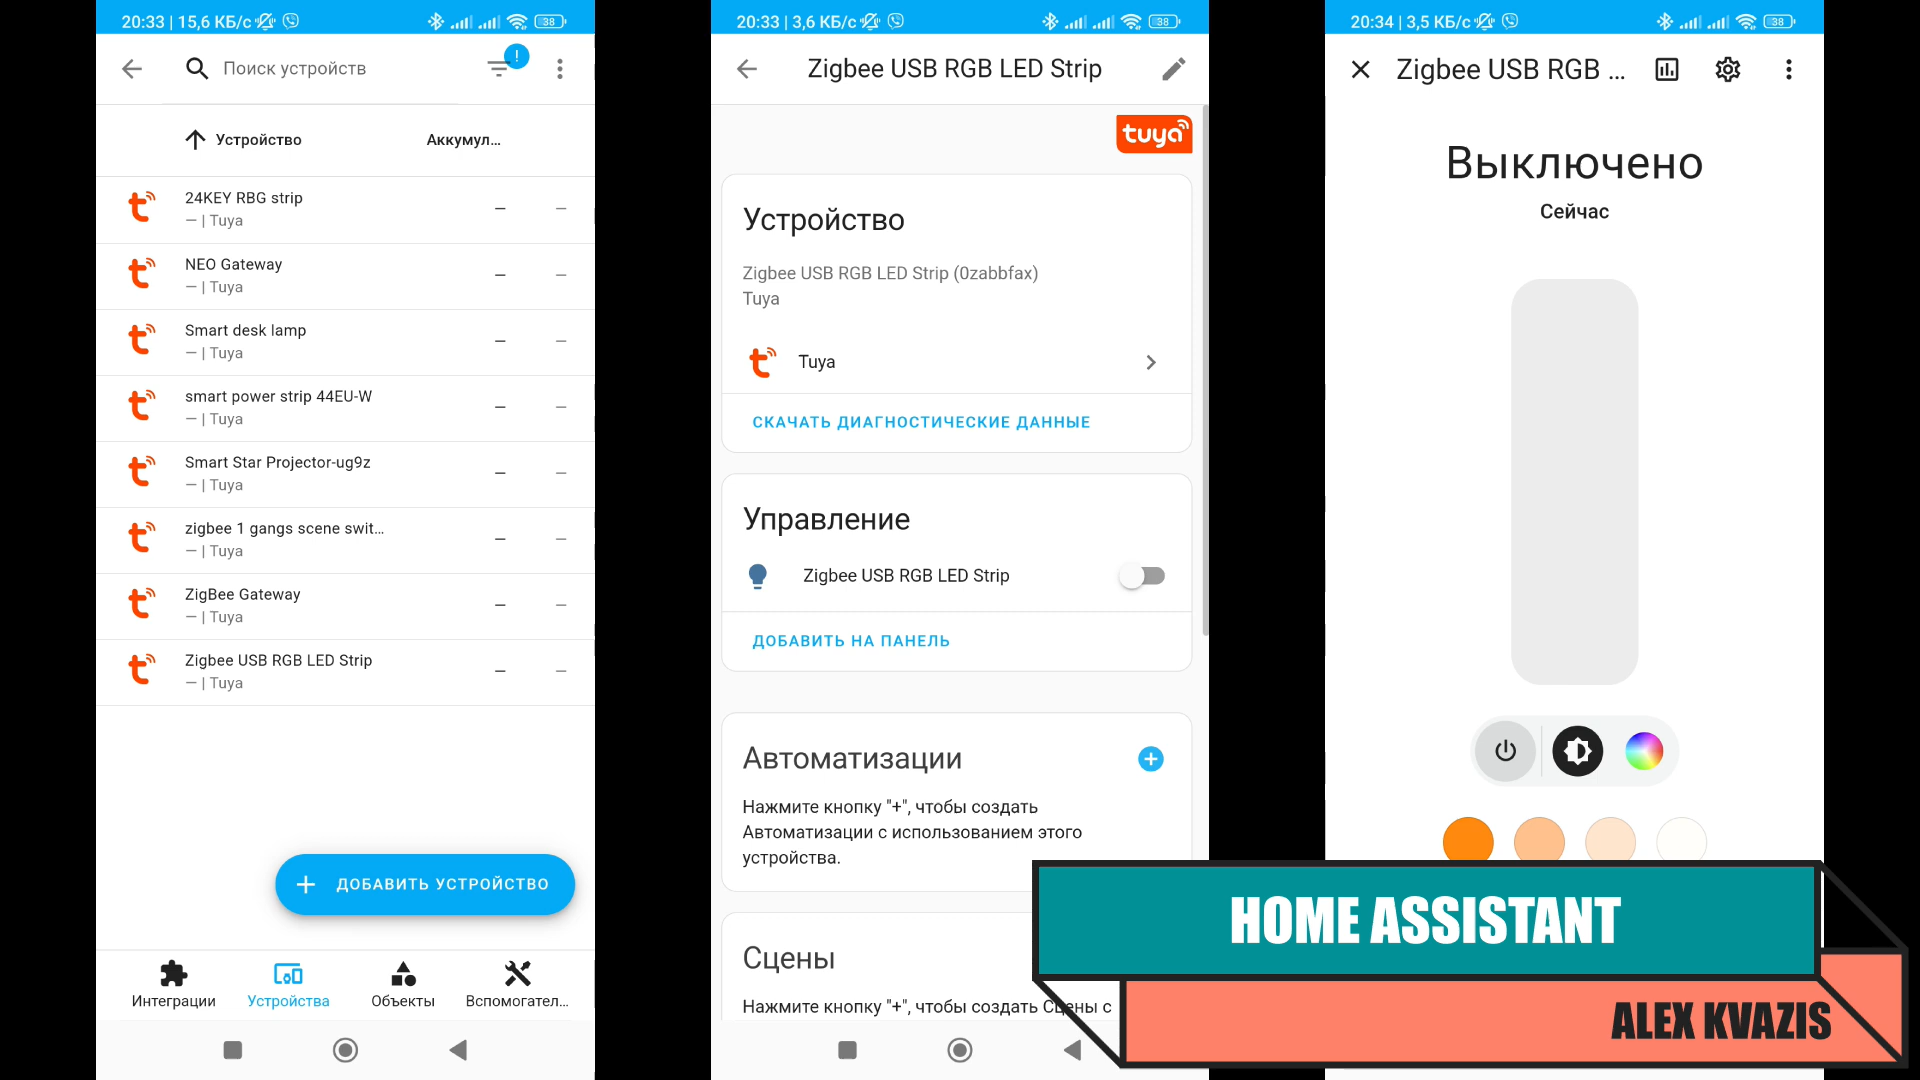 20:33 | 15,6 КБ/с
38
Поиск устройств
!
Устройство
Аккумул...
24KEY RBG strip
— | Tuya
—
—
NEO Gateway
— | Tuya
—
—
Smart desk lamp
— | Tuya
—
—
smart power strip 44EU-W
— | Tuya
—
—
Smart Star Projector-ug9z
— | Tuya
—
—
zigbee 1 gangs scene swit...
— | Tuya
—
—
ZigBee Gateway
— | Tuya
—
—
Zigbee USB RGB LED Strip
— | Tuya
—
—
ДОБАВИТЬ УСТРОЙСТВО
Интеграции
Устройства
Объекты
Вспомогател...
20:33 | 3,6 КБ/с
38
Zigbee USB RGB LED Strip
tuya
Устройство
Zigbee USB RGB LED Strip (0zabbfax)
Tuya
Tuya
СКАЧАТЬ ДИАГНОСТИЧЕСКИЕ ДАННЫЕ
Управление
Zigbee USB RGB LED Strip
ДОБАВИТЬ НА ПАНЕЛЬ
Автоматизации
Нажмите кнопку "+", чтобы создать
Автоматизации с использованием этого
устройства.
Сцены
Нажмите кнопку "+", чтобы создать Сцены с
20:34 | 3,5 КБ/с
38
Zigbee USB RGB ...
Выключено
Сейчас
HOME ASSISTANT
ALEX KVAZIS